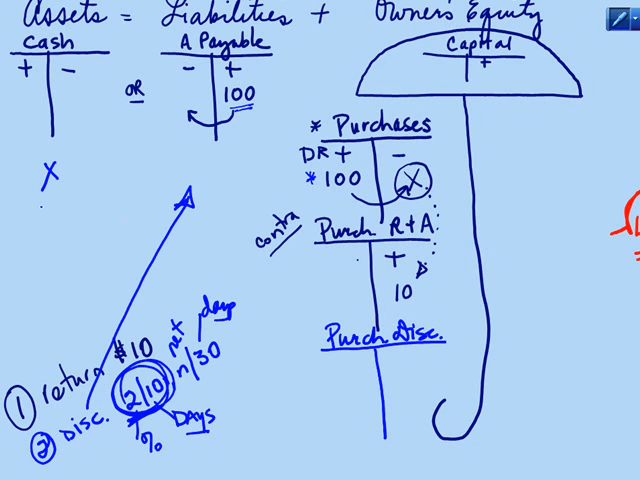 Assets = Liabilities + Owner's Equity
Cash
A Payable
Capital
+ -
- +
+
OR
100
* Purchases
DR + -
* 100
X
X
contra
Purch R+A
+
10
Purch Disc.
① return $10
② Disc. 2/10 n/30
net
days
% DAYS